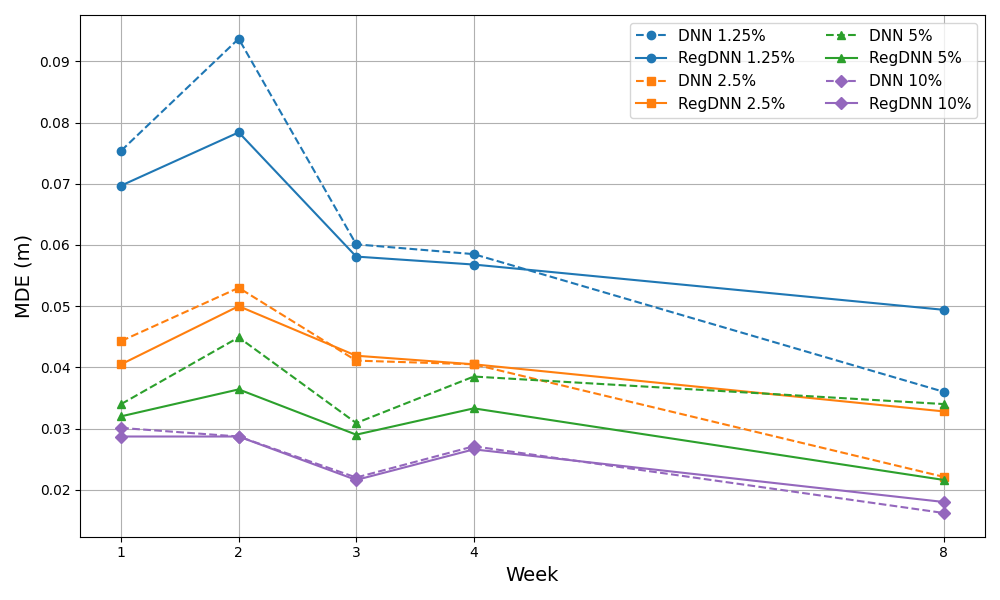 DNN 1.25%
RegDNN 1.25%
DNN 2.5%
RegDNN 2.5%
DNN 5%
RegDNN 5%
DNN 10%
RegDNN 10%
0.09
0.08
0.07
0.06
0.05
0.04
0.03
0.02
MDE (m)
1 2 3 4 8
Week